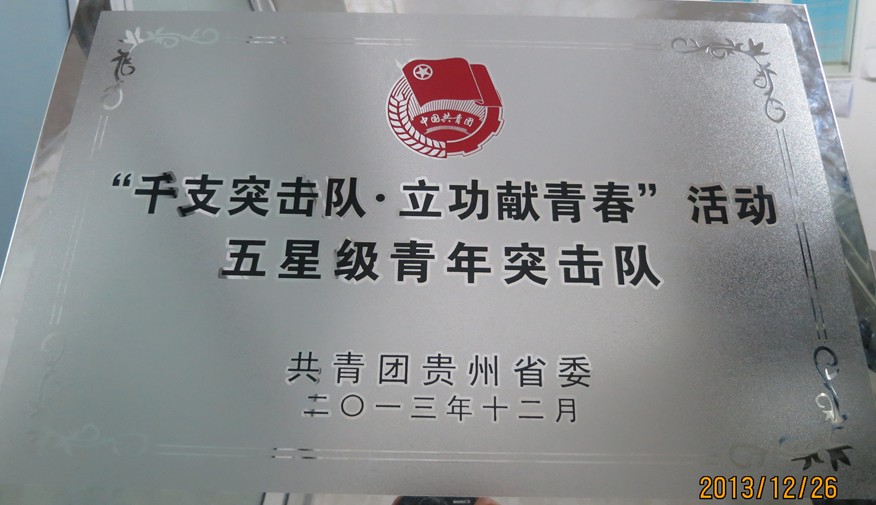 中国共青团
“千支突击队·立功献青春”活动
五星级青年突击队
共青团贵州省委
二〇一三年十二月
2013/12/26